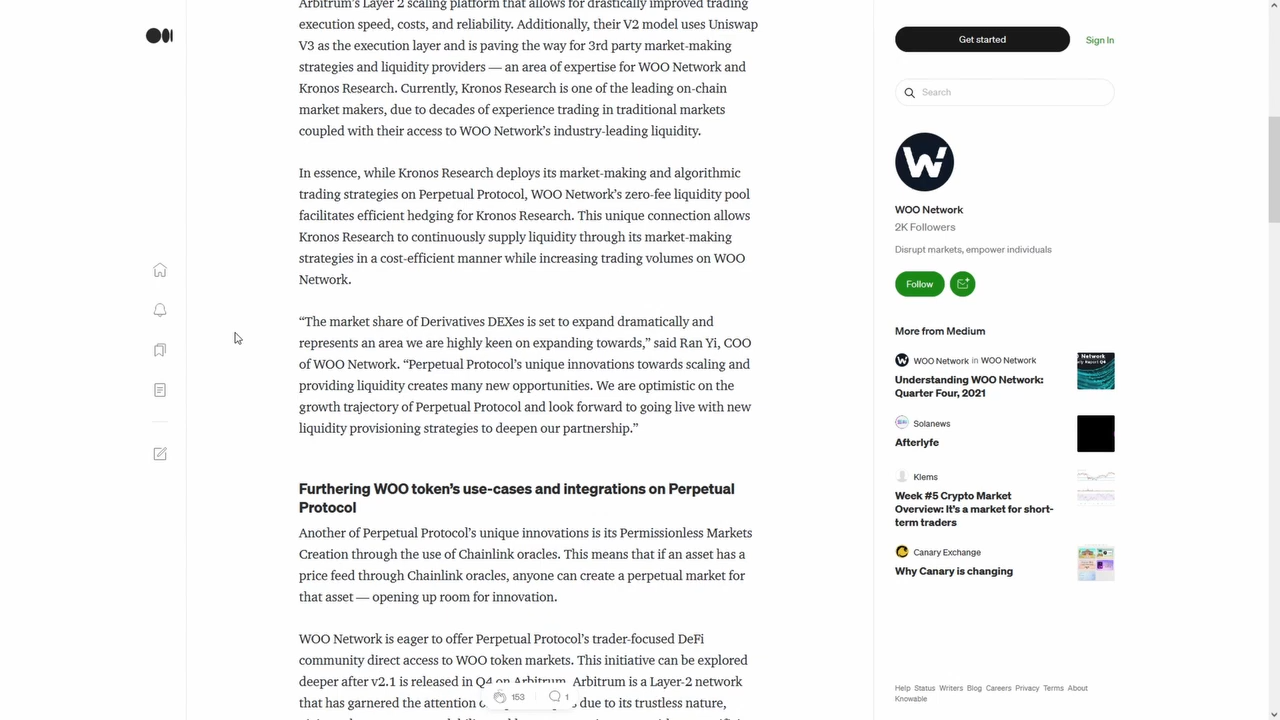 Arbitrum's Layer 2 scaling platform that allows for drastically improved trading
execution speed, costs, and reliability. Additionally, their V2 model uses Uniswap
V3 as the execution layer and is paving the way for 3rd party market-making
strategies and liquidity providers — an area of expertise for WOO Network and
Kronos Research. Currently, Kronos Research is one of the leading on-chain
market makers, due to decades of experience trading in traditional markets
coupled with their access to WOO Network's industry-leading liquidity.
In essence, while Kronos Research deploys its market-making and algorithmic
trading strategies on Perpetual Protocol, WOO Network's zero-fee liquidity pool
facilitates efficient hedging for Kronos Research. This unique connection allows
Kronos Research to continuously supply liquidity through its market-making
strategies in a cost-efficient manner while increasing trading volumes on WOO
Network.
“The market share of Derivatives DEXes is set to expand dramatically and
represents an area we are highly keen on expanding towards,” said Ran Yi, COO
of WOO Network. “Perpetual Protocol's unique innovations towards scaling and
providing liquidity creates many new opportunities. We are optimistic on the
growth trajectory of Perpetual Protocol and look forward to going live with new
liquidity provisioning strategies to deepen our partnership.”
Furthering WOO token's use-cases and integrations on Perpetual
Protocol
Another of Perpetual Protocol's unique innovations is its Permissionless Markets
Creation through the use of Chainlink oracles. This means that if an asset has a
price feed through Chainlink oracles, anyone can create a perpetual market for
that asset — opening up room for innovation.
WOO Network is eager to offer Perpetual Protocol's trader-focused DeFi
community direct access to WOO token markets. This initiative can be explored
deeper after v2.1 is released in Q4 on Arbitrum. Arbitrum is a Layer-2 network
that has garnered the attention of due to its trustless nature,
153
1
Get started
Sign In
Search
WOO Network
2K Followers
Disrupt markets, empower individuals
Follow
More from Medium
WOO Network in WOO Network
Understanding WOO Network:
Quarter Four, 2021
Solanews
Afterlyfe
Klems
Week #5 Crypto Market
Overview: It's a market for short-
term traders
Canary Exchange
Why Canary is changing
Help Status Writers Blog Careers Privacy Terms About
Knowable